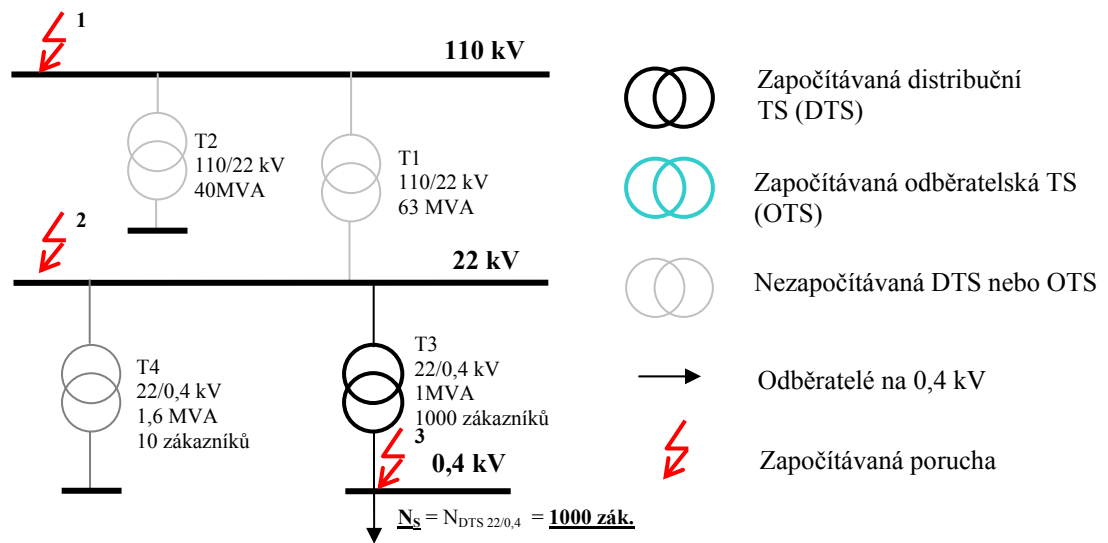 1
110 kV
T2
110/22 kV
40MVA
T1
110/22 kV
63 MVA
2
22 kV
T4
22/0,4 kV
1,6 MVA
10 zákazníků
T3
22/0,4 kV
1MVA
1000 zákazníků
3
0,4 kV
NS = NDTS 22/0,4 = 1000 zák.
Započítávaná distribuční
TS (DTS)
Započítávaná odběratelská TS
(OTS)
Nezapočítávaná DTS nebo OTS
Odběratelé na 0,4 kV
Započítávaná porucha